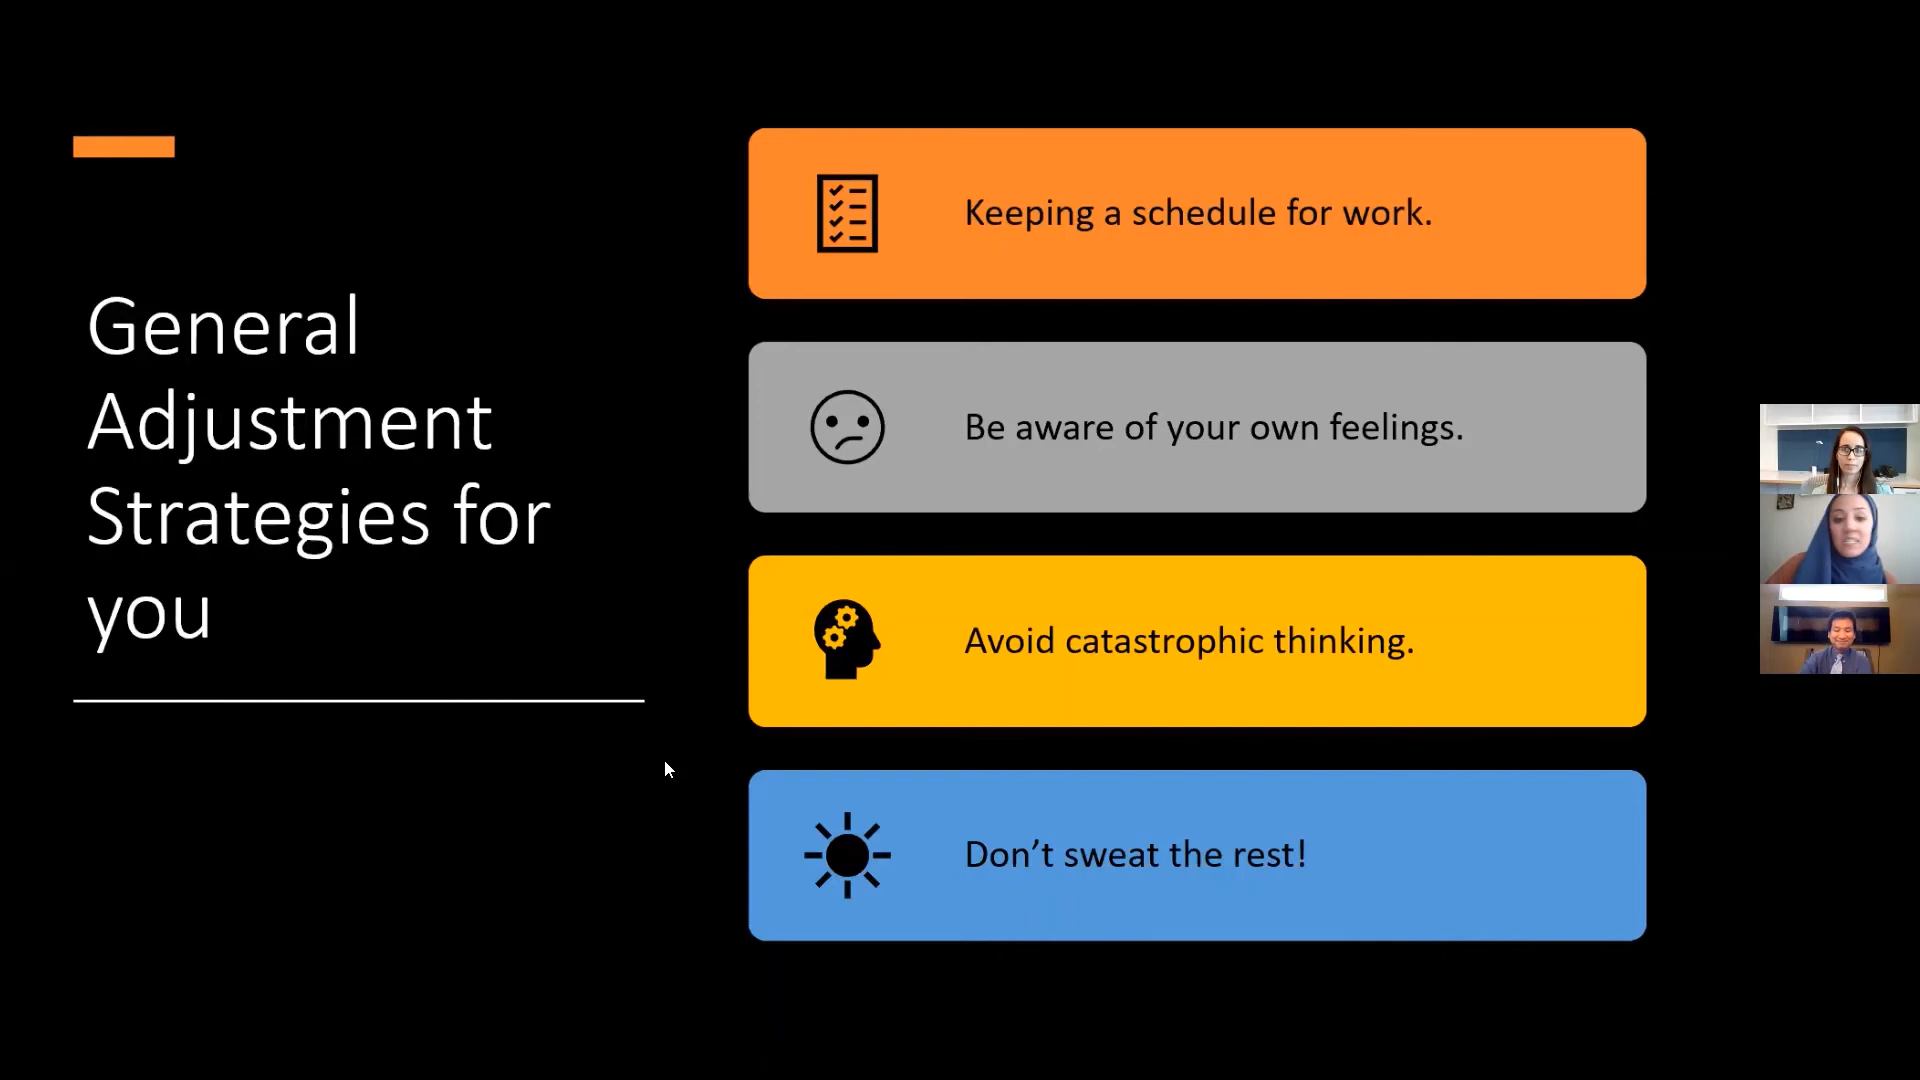 General
Adjustment
Strategies for
you
Keeping a schedule for work.
Be aware of your own feelings.
Avoid catastrophic thinking.
Don’t sweat the rest!